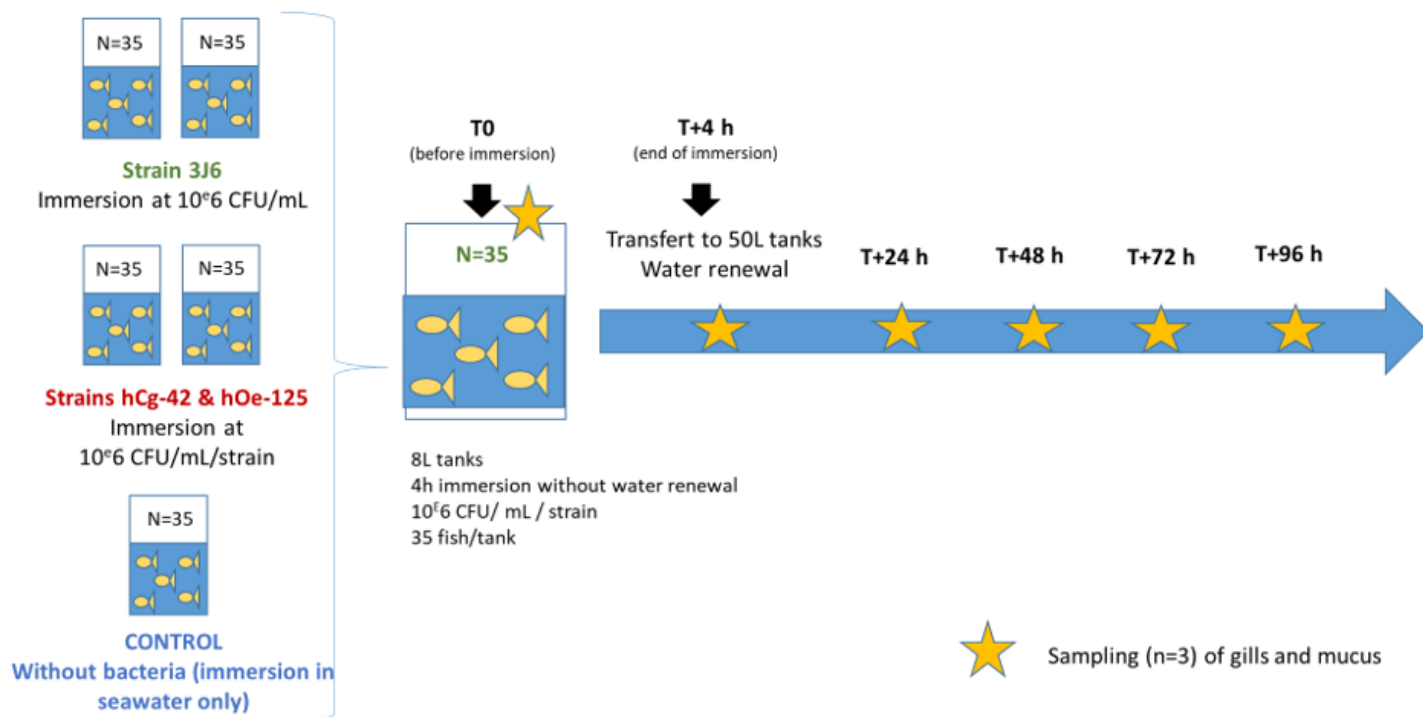 N=35
N=35
Strain 3J6
Immersion at 10ᵉ6 CFU/mL
N=35
N=35
Strains hCg-42 & hOe-125
Immersion at
10ᵉ6 CFU/mL/strain
N=35
CONTROL
Without bacteria (immersion in
seawater only)
T0
(before immersion)
N=35
8L tanks
4h immersion without water renewal
10ᴱ6 CFU/ mL / strain
35 fish/tank
T+4 h
(end of immersion)
Transfert to 50L tanks
Water renewal
T+24 h
T+48 h
T+72 h
T+96 h
Sampling (n=3) of gills and mucus